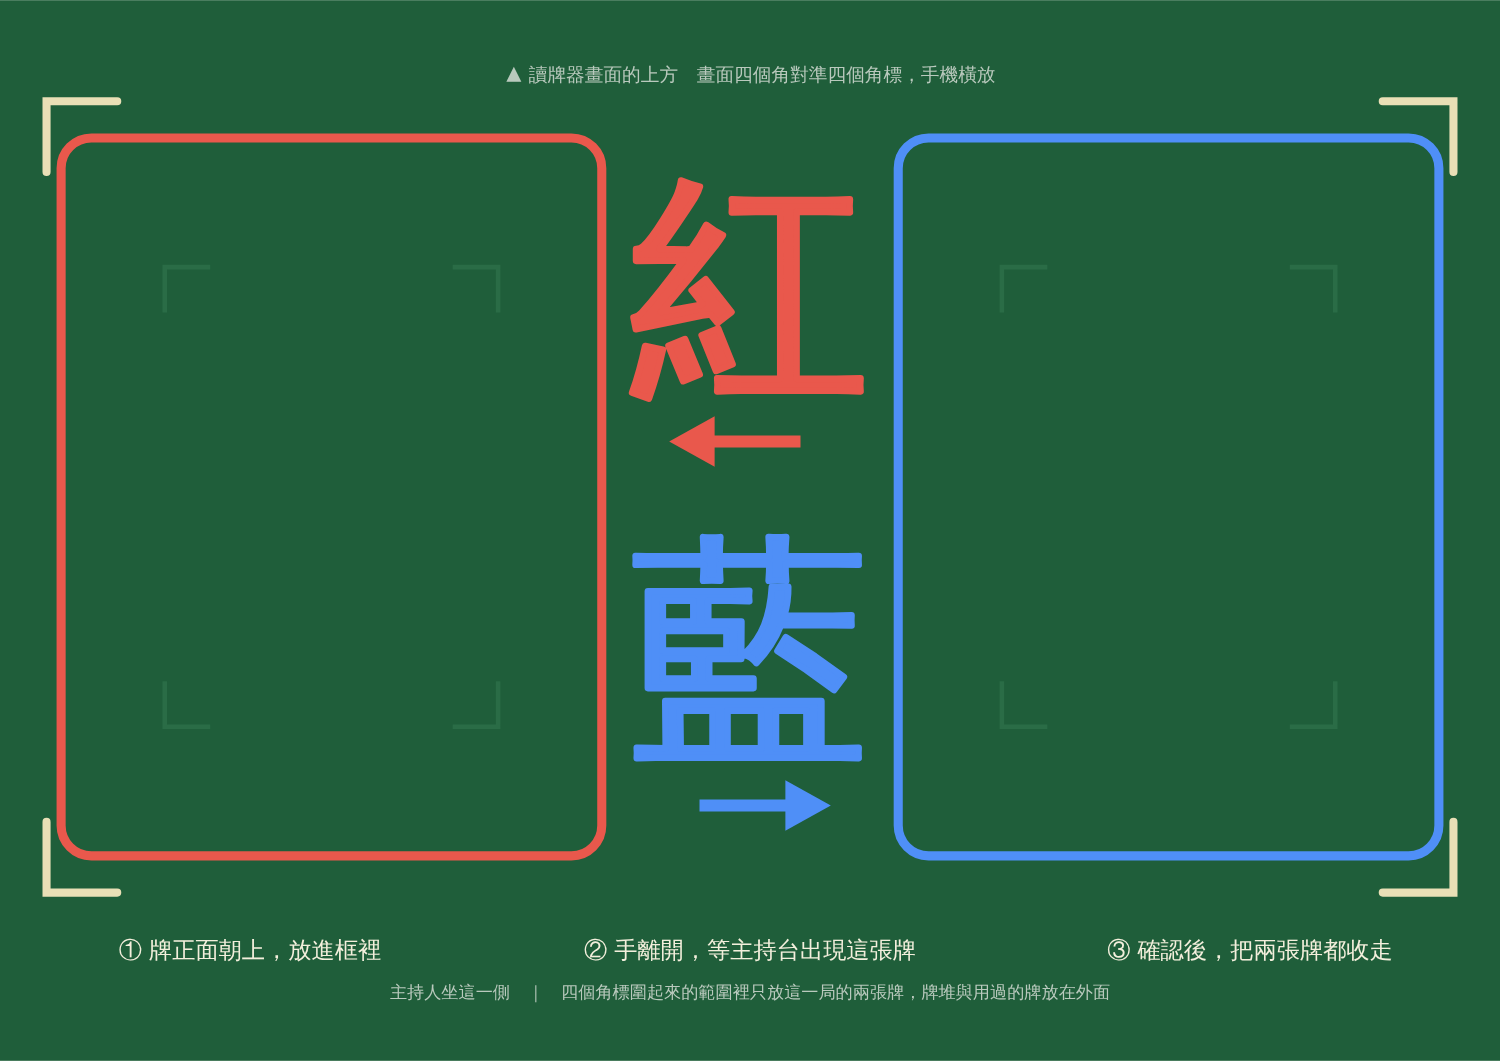 ▲ 讀牌器畫面的上方　畫面四個角對準四個角標，手機橫放
紅
藍
① 牌正面朝上，放進框裡
② 手離開，等主持台出現這張牌
③ 確認後，把兩張牌都收走
主持人坐這一側　｜　四個角標圍起來的範圍裡只放這一局的兩張牌，牌堆與用過的牌放在外面